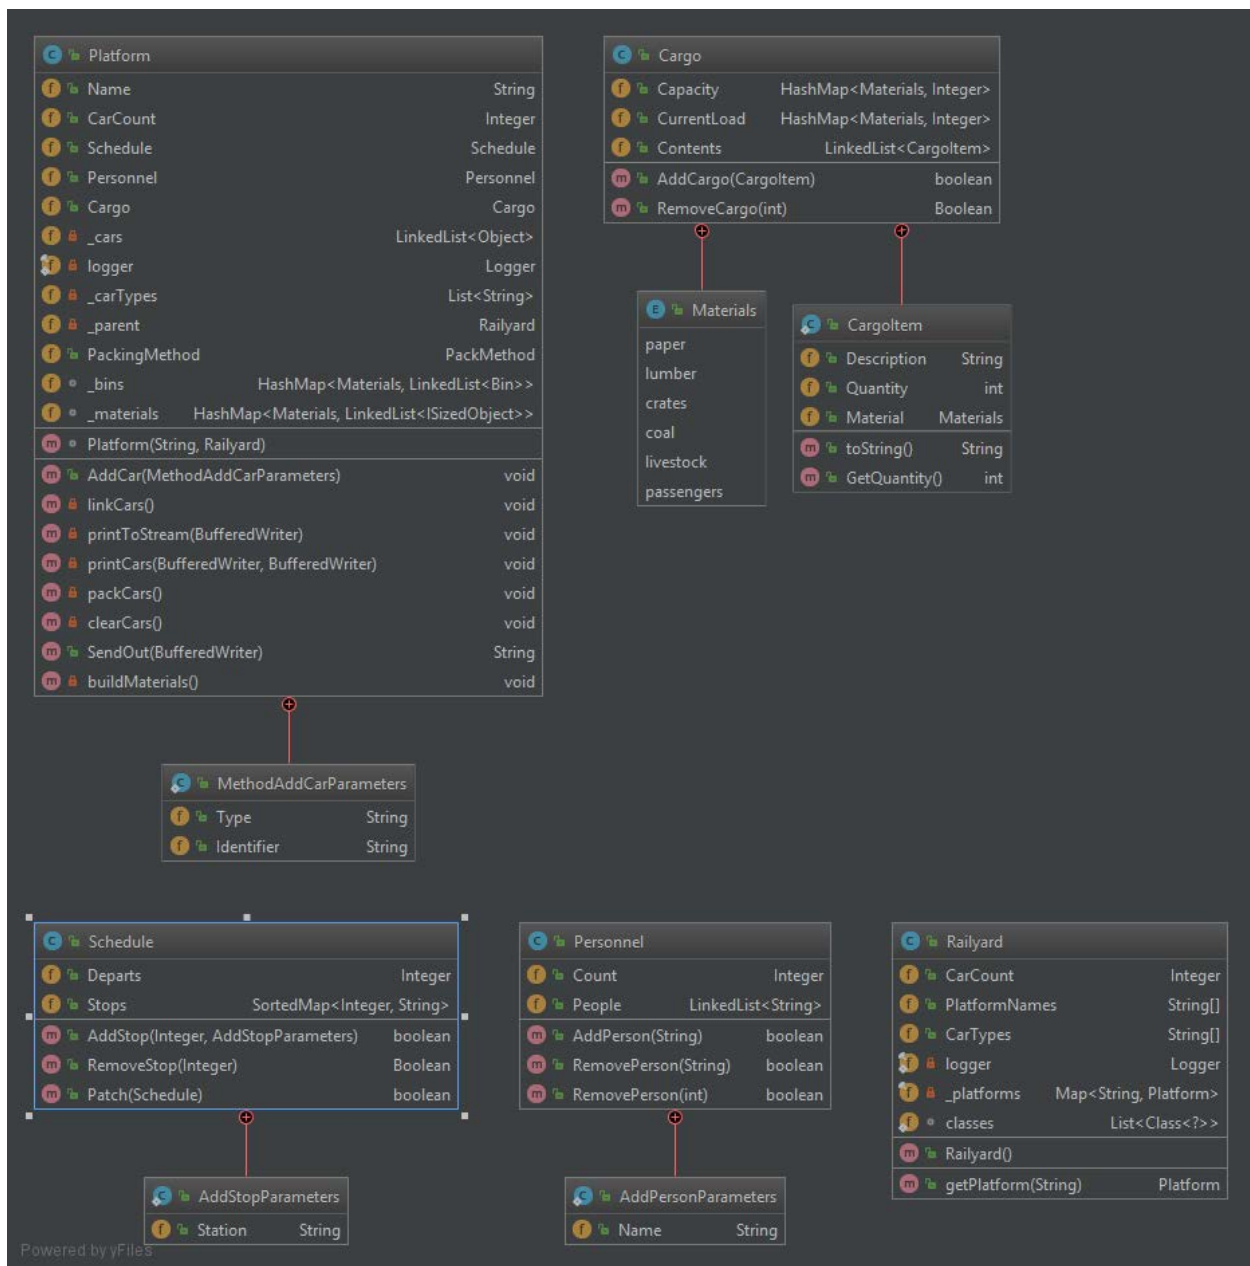 Platform
Name String
CarCount Integer
Schedule Schedule
Personnel Personnel
Cargo Cargo
_cars LinkedList<Object>
logger Logger
_carTypes List<String>
_parent Railyard
PackingMethod PackMethod
_bins HashMap<Materials, LinkedList<Bin>>
_materials HashMap<Materials, LinkedList<ISizedObject>>
Platform(String, Railyard)
AddCar(MethodAddCarParameters) void
linkCars() void
printToStream(BufferedWriter) void
printCars(BufferedWriter, BufferedWriter) void
packCars() void
clearCars() void
SendOut(BufferedWriter) String
buildMaterials() void
MethodAddCarParameters
Type String
Identifier String
Cargo
Capacity HashMap<Materials, Integer>
CurrentLoad HashMap<Materials, Integer>
Contents LinkedList<CargoItem>
AddCargo(CargoItem) boolean
RemoveCargo(int) Boolean
Materials
paper
lumber
crates
coal
livestock
passengers
CargoItem
Description String
Quantity int
Material Materials
toString() String
GetQuantity() int
Schedule
Departs Integer
Stops SortedMap<Integer, String>
AddStop(Integer, AddStopParameters) boolean
RemoveStop(Integer) Boolean
Patch(Schedule) boolean
AddStopParameters
Station String
Personnel
Count Integer
People LinkedList<String>
AddPerson(String) boolean
RemovePerson(String) boolean
RemovePerson(int) boolean
AddPersonParameters
Name String
Railyard
CarCount Integer
PlatformNames String[]
CarTypes String[]
logger Logger
_platforms Map<String, Platform>
classes List<Class<?>>
Railyard()
getPlatform(String) Platform
Powered by yFiles